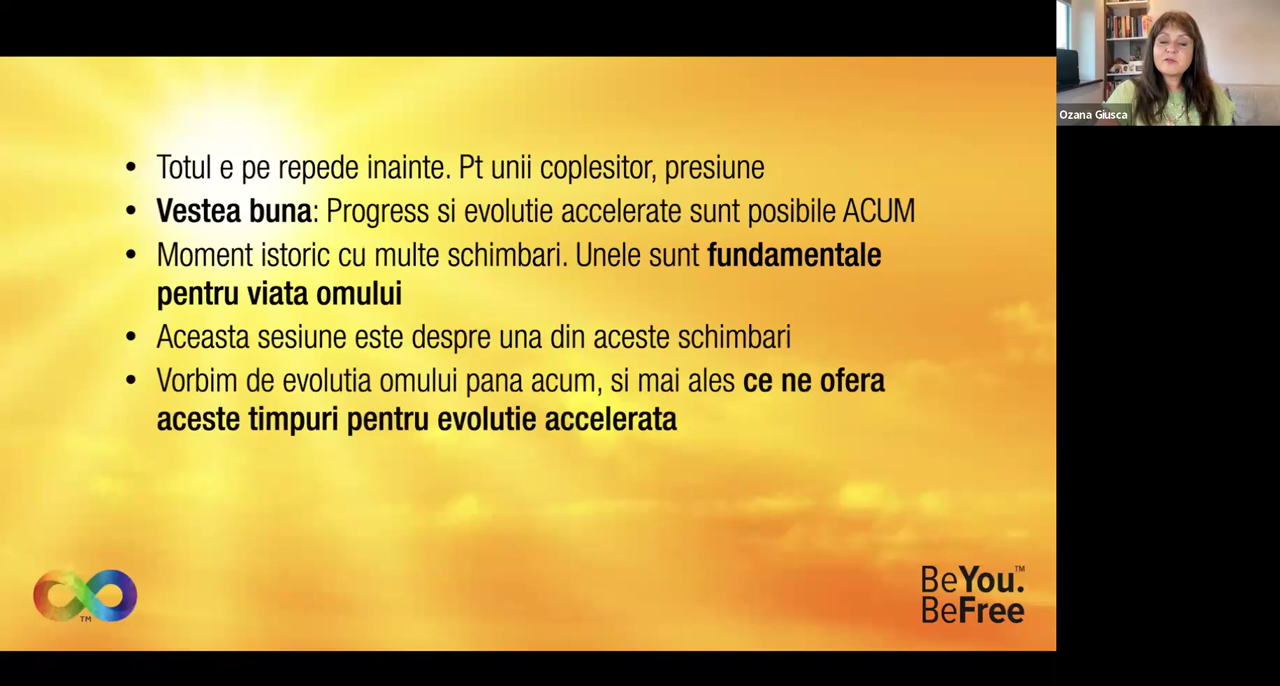 • Totul e pe repede inainte. Pt unii coplesitor, presiune
• Vestea buna: Progress si evolutie accelerate sunt posibile ACUM
• Moment istoric cu multe schimbari. Unele sunt fundamentale
pentru viata omului
• Aceasta sesiune este despre una din aceste schimbari
• Vorbim de evolutia omului pana acum, si mai ales ce ne ofera
aceste timpuri pentru evolutie accelerata
TM
BeYou.™
BeFree
Ozana Giusca